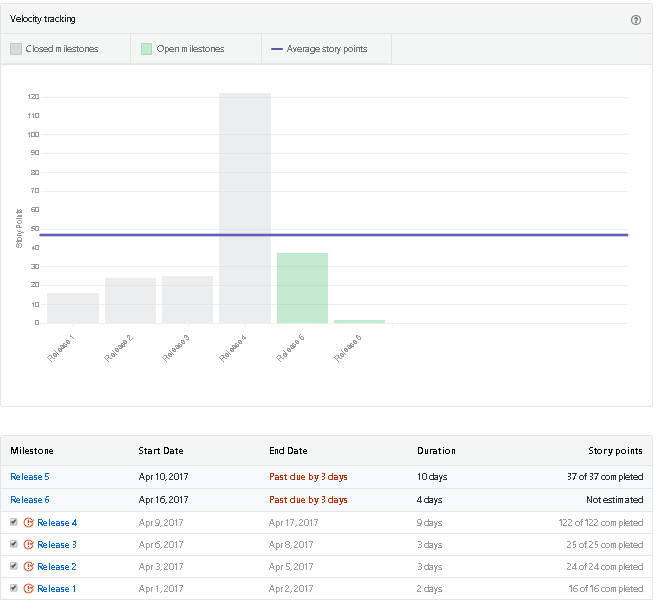 Velocity tracking
Closed milestones
Open milestones
Average story points
120
110
100
90
80
70
60
50
40
30
20
10
0
Story Points
Release 1
Release 2
Release 3
Release 4
Milestone Start Date End Date Duration Story points
Release 5 Apr 10, 2017 Past due by 3 days 10 days 37 of 37 completed
Release 6 Apr 16, 2017 Past due by 3 days 4 days Not estimated
Release 4 Apr 9, 2017 Apr 17, 2017 9 days 122 of 122 completed
Release 3 Apr 6, 2017 Apr 8, 2017 3 days 25 of 25 completed
Release 2 Apr 3, 2017 Apr 5, 2017 3 days 24 of 24 completed
Release 1 Apr 1, 2017 Apr 2, 2017 2 days 16 of 16 completed